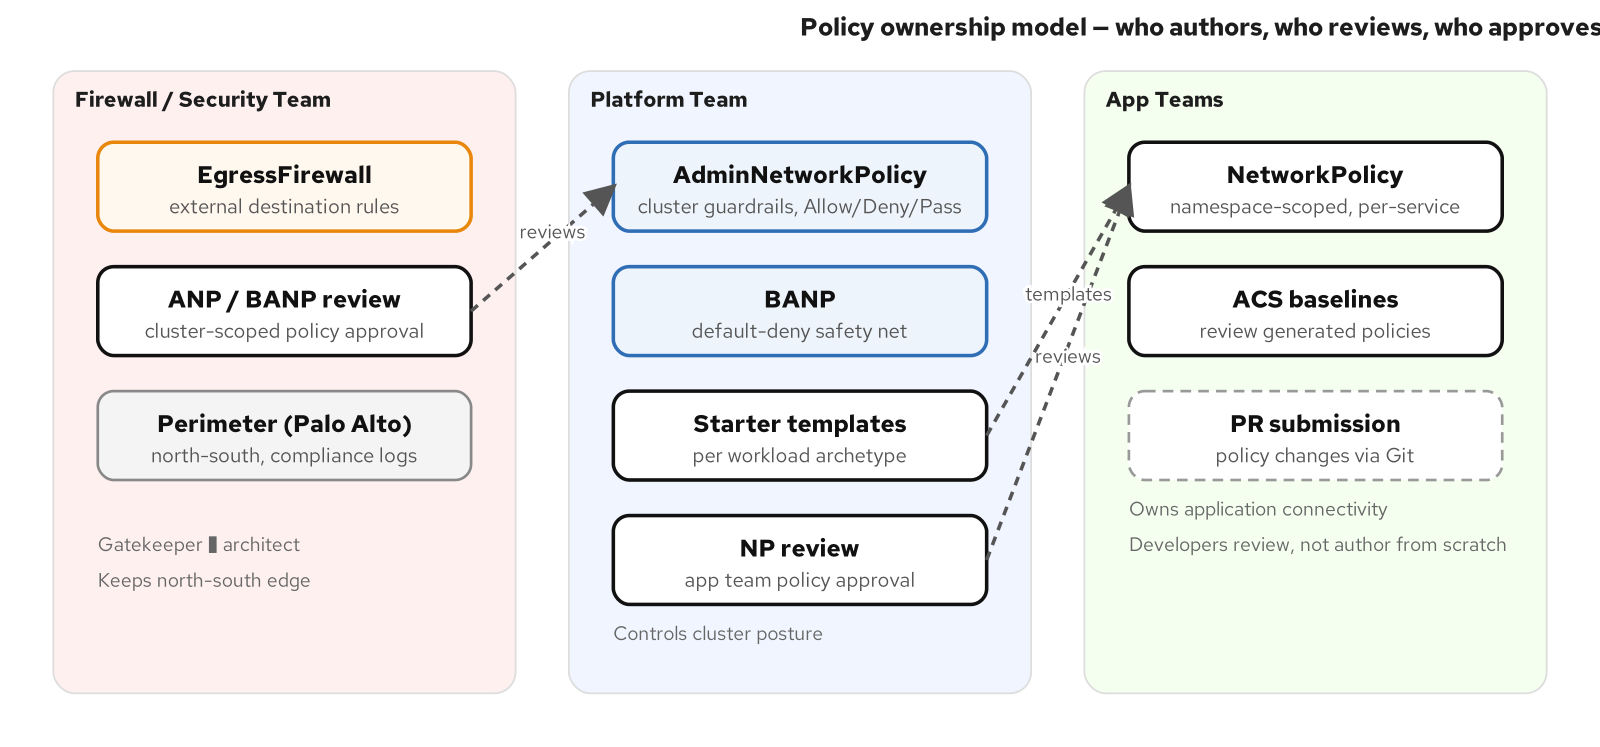 Policy ownership model — who authors, who reviews, who approves
Firewall / Security Team
EgressFirewall
external destination rules
ANP / BANP review
cluster-scoped policy approval
Perimeter (Palo Alto)
north-south, compliance logs
Gatekeeper ▮ architect
Keeps north-south edge
reviews
Platform Team
AdminNetworkPolicy
cluster guardrails, Allow/Deny/Pass
BANP
default-deny safety net
Starter templates
per workload archetype
NP review
app team policy approval
Controls cluster posture
templates
reviews
App Teams
NetworkPolicy
namespace-scoped, per-service
ACS baselines
review generated policies
PR submission
policy changes via Git
Owns application connectivity
Developers review, not author from scratch